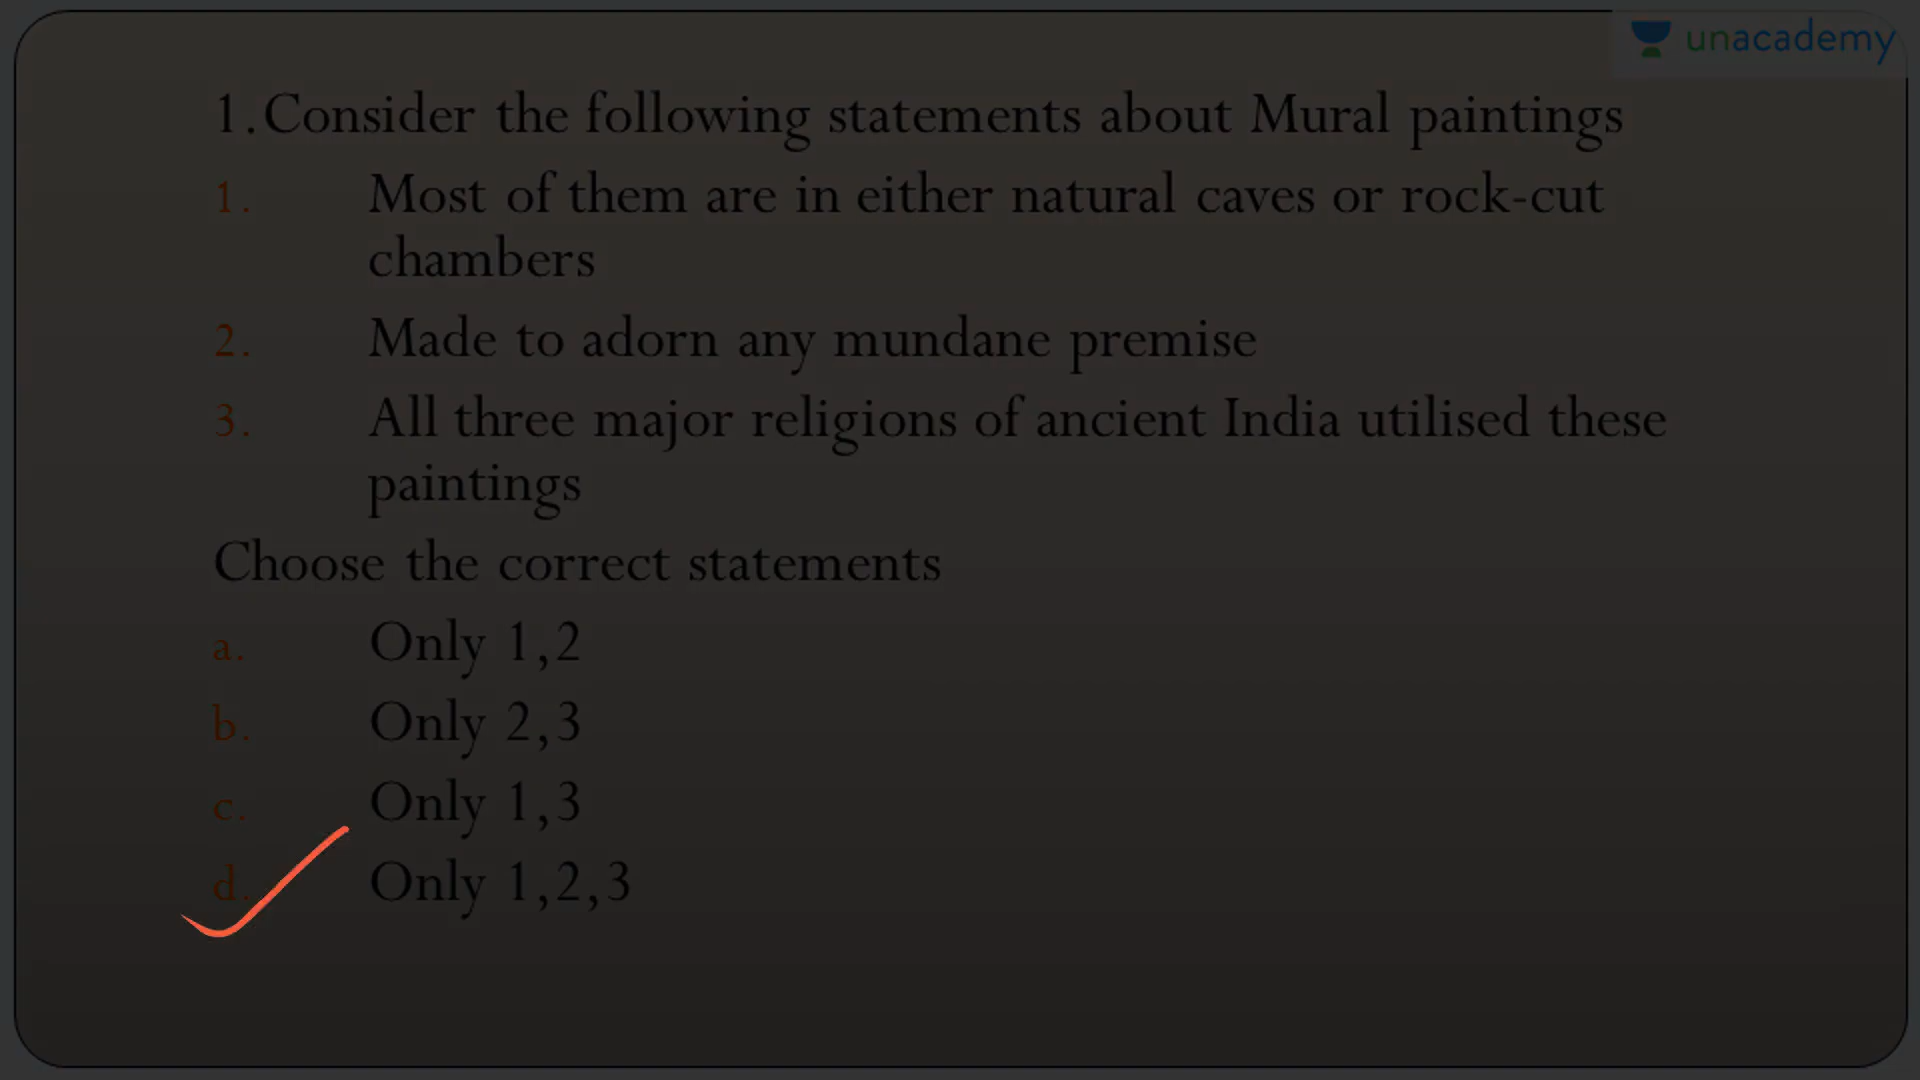 unacademy
1.Consider the following statements about Mural paintings
1. Most of them are in either natural caves or rock-cut
chambers
2. Made to adorn any mundane premise
3. All three major religions of ancient India utilised these
paintings
Choose the correct statements
a. Only 1,2
b. Only 2,3
c. Only 1,3
d. Only 1,2,3